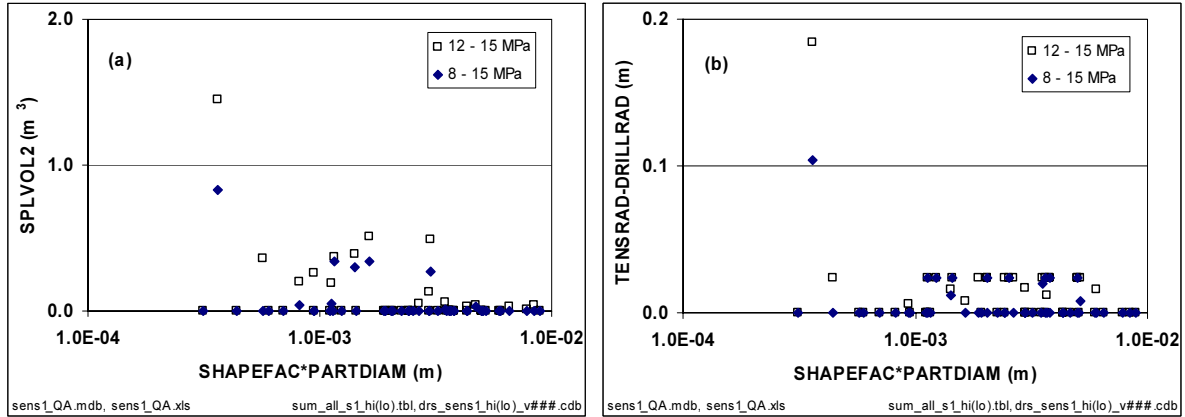 2.0
1.0
0.0
1.0E-04
1.0E-03
1.0E-02
SPLVOL2 (m 3)
SHAPEFAC*PARTDIAM (m)
(a)
12 - 15 MPa
8 - 15 MPa
sens1_QA.mdb, sens1_QA.xls
sum_all_s1_hi(lo).tbl, drs_sens1_hi(lo)_v###.cdb
0.2
0.1
0.0
1.0E-04
1.0E-03
1.0E-02
TENSRAD-DRILLRAD (m)
SHAPEFAC*PARTDIAM (m)
(b)
12 - 15 MPa
8 - 15 MPa
sens1_QA.mdb, sens1_QA.xls
sum_all_s1_hi(lo).tbl, drs_sens1_hi(lo)_v###.cdb